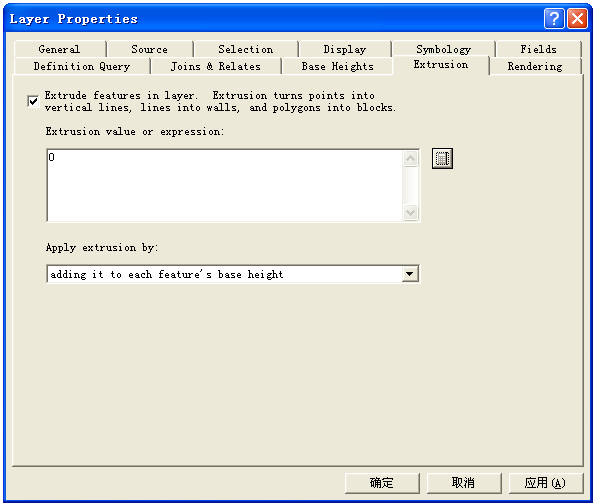 Layer Properties
General Source Selection Display Symbology Fields
Definition Query Joins & Relates Base Heights Extrusion Rendering
Extrude features in layer. Extrusion turns points into
vertical lines, lines into walls, and polygons into blocks.
Extrusion value or expression:
0
Apply extrusion by:
adding it to each feature's base height
确定 取消 应用(A)